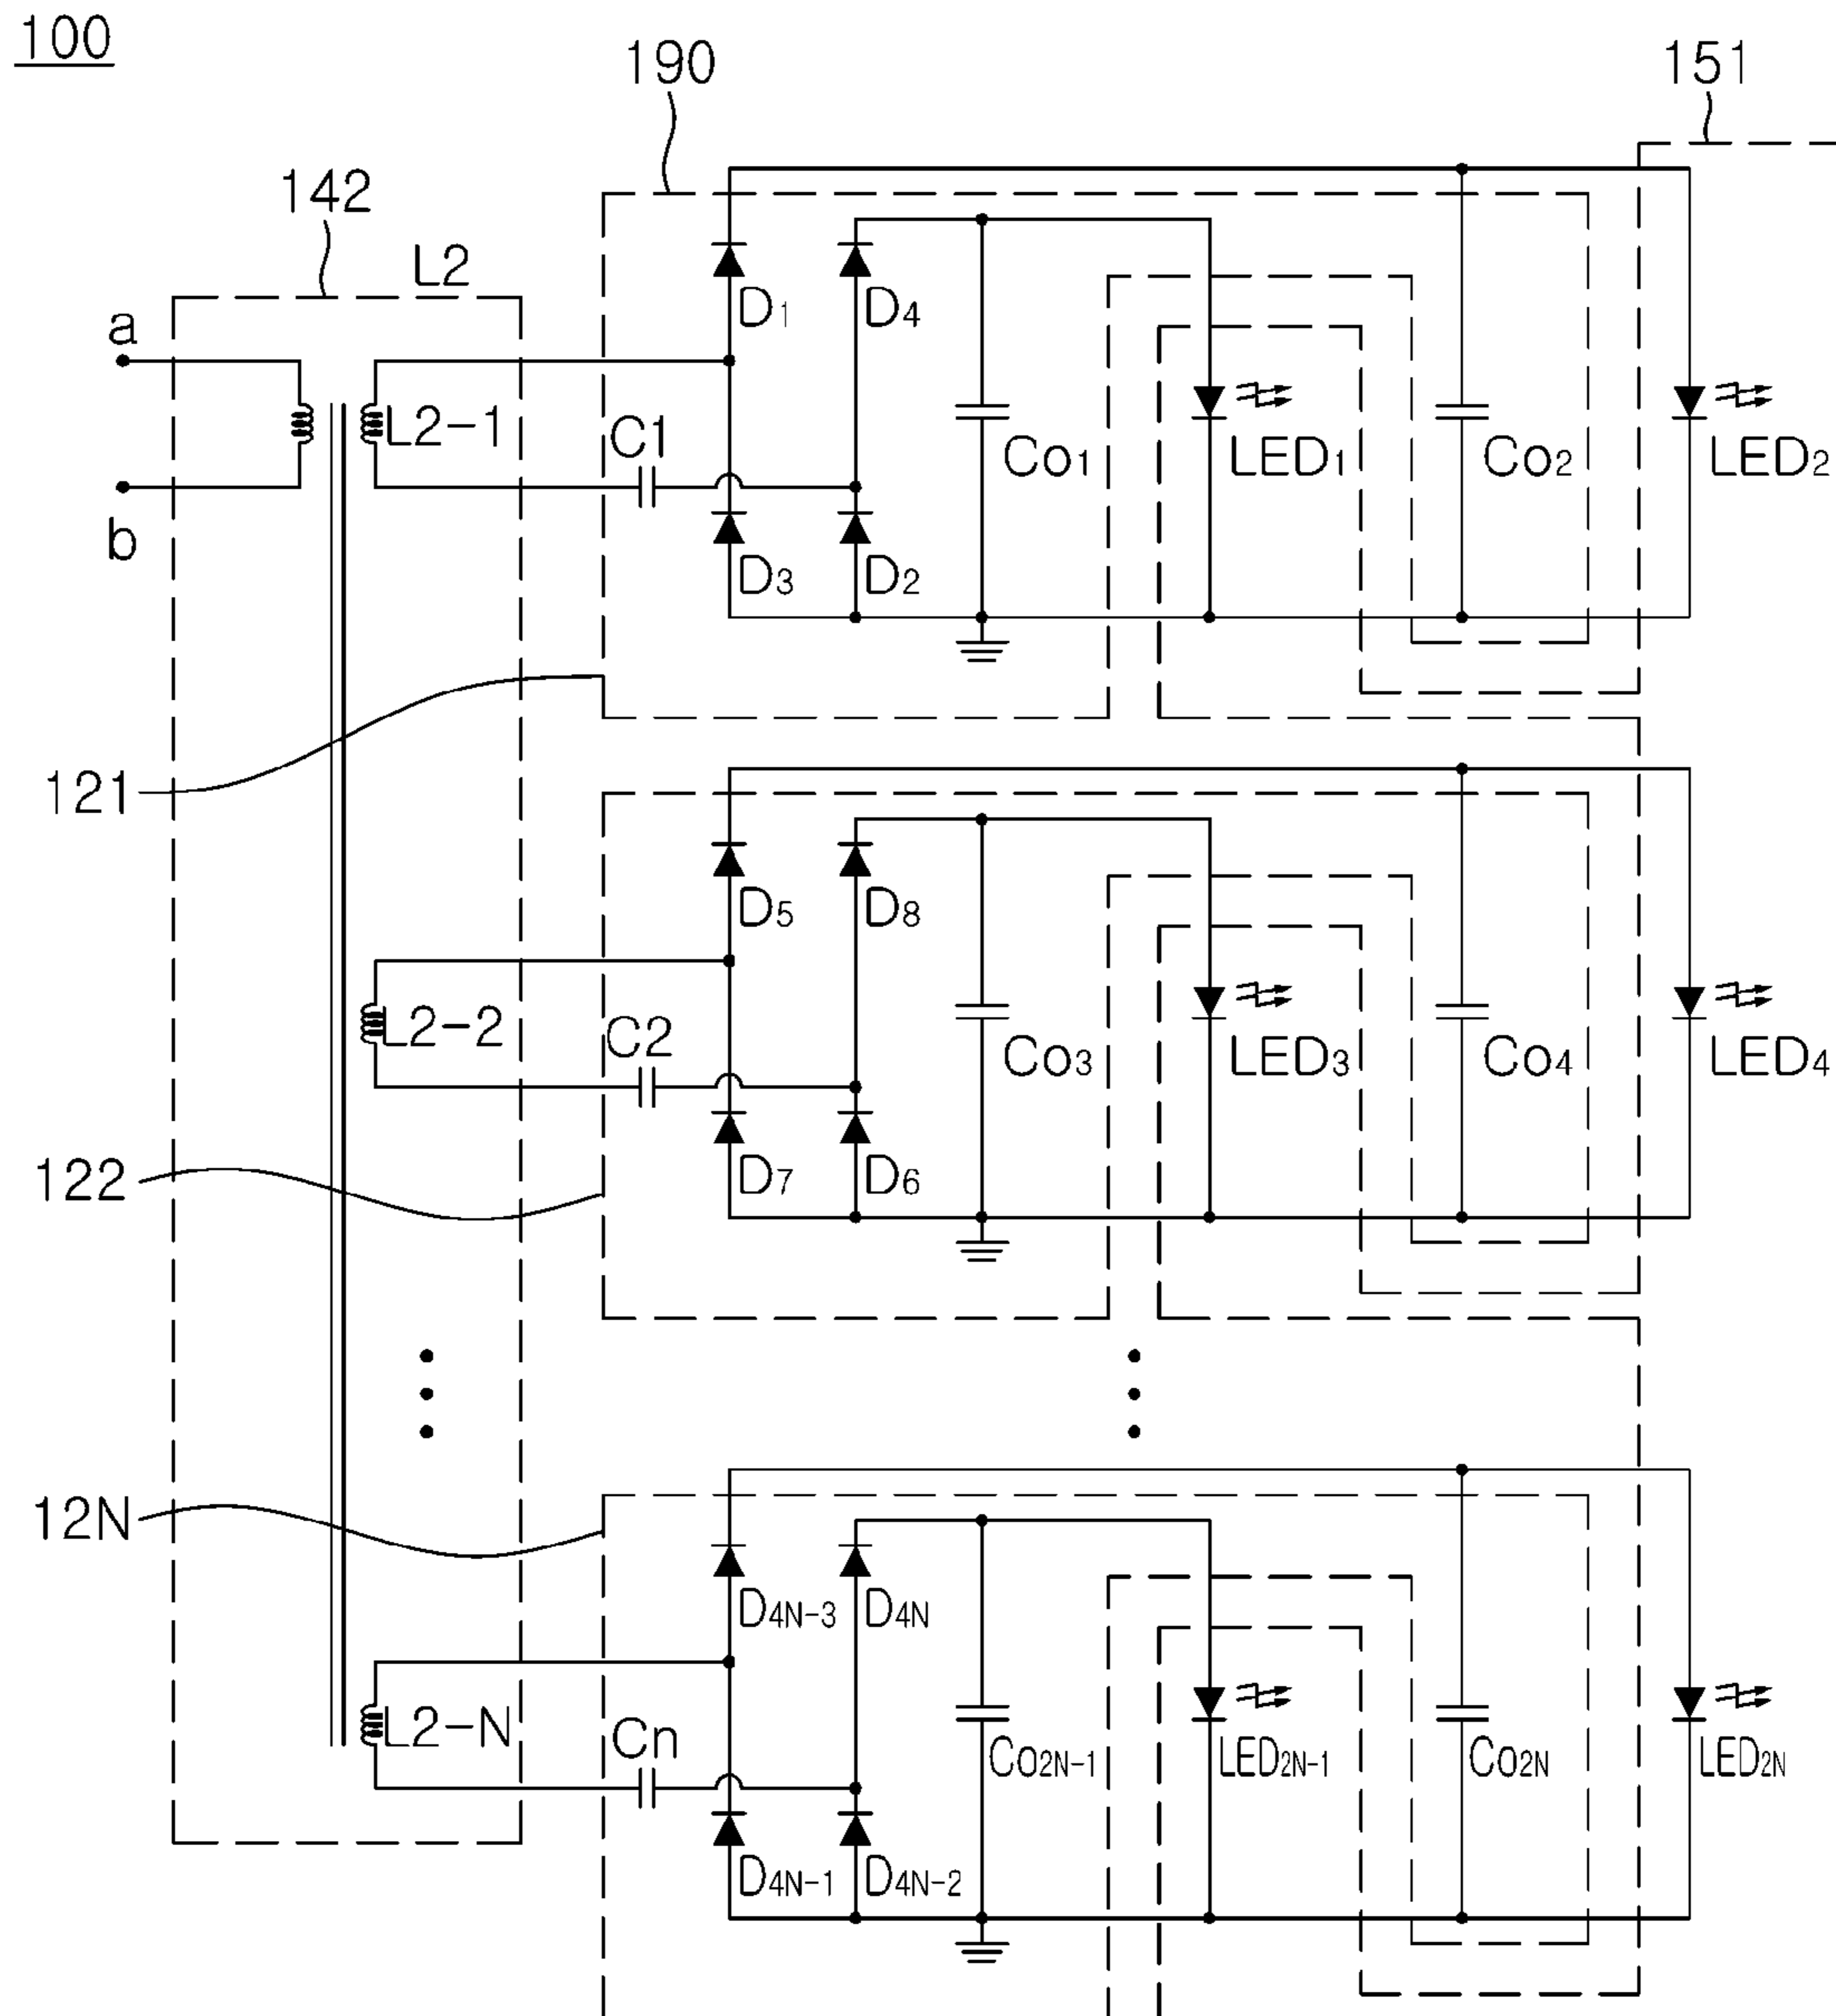 100
190
151
142
L2
a
D1
D4
L2-1
C1
Co1
LED1
Co2
LED2
b
D3
D2
121
D5
D8
L2-2
C2
Co3
LED3
Co4
LED4
122
D7
D6
12N
D4N-3
D4N
L2-N
Cn
Co2N-1
LED2N-1
Co2N
LED2N
D4N-1
D4N-2